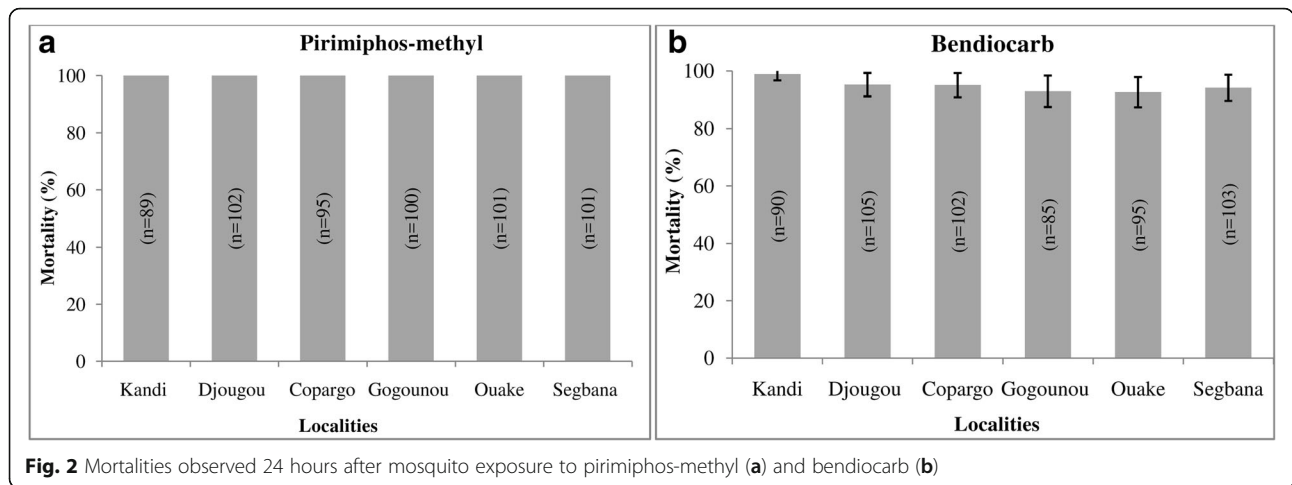 a
Pirimiphos-methyl
Mortality (%)
100
80
60
40
20
0
(n=89)
(n=102)
(n=95)
(n=100)
(n=101)
(n=101)
Kandi Djougou Copargo Gogounou Ouake Segbana
Localities
b
Bendiocarb
Mortality (%)
100
80
60
40
20
0
(n=90)
(n=105)
(n=102)
(n=85)
(n=95)
(n=103)
Kandi Djougou Copargo Gogounou Ouake Segbana
Localities
Fig. 2 Mortalities observed 24 hours after mosquito exposure to pirimiphos-methyl (a) and bendiocarb (b)